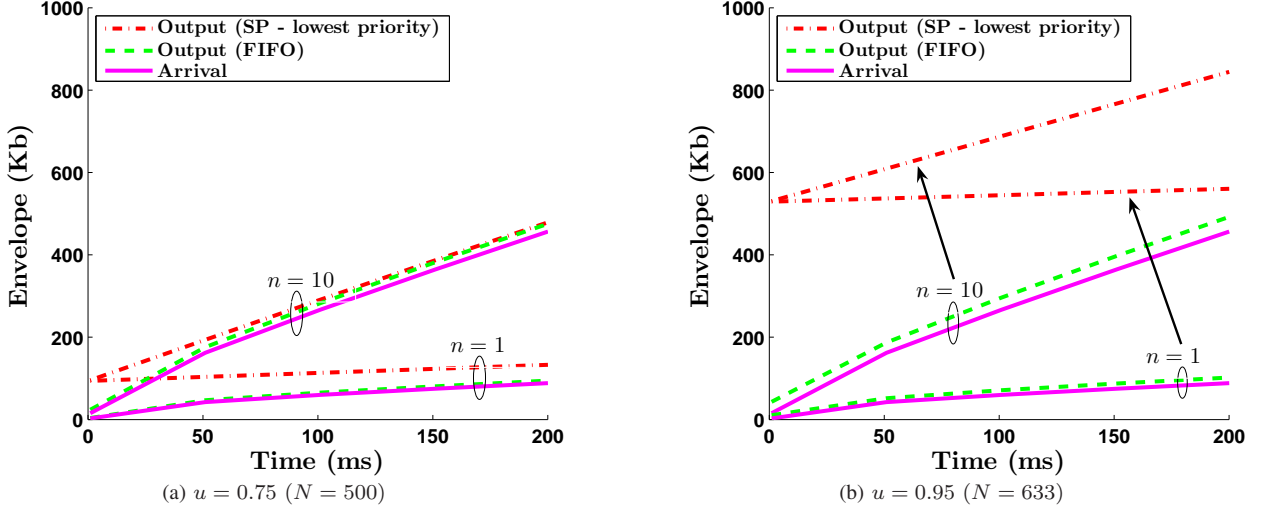 1000
800
600
400
200
0
Envelope (Kb)
Output (SP - lowest priority)
Output (FIFO)
Arrival
n = 10
n = 1
0 50 100 150 200
Time (ms)
(a) u = 0.75 (N = 500)
1000
800
600
400
200
0
Envelope (Kb)
Output (SP - lowest priority)
Output (FIFO)
Arrival
n = 10
n = 1
0 50 100 150 200
Time (ms)
(b) u = 0.95 (N = 633)